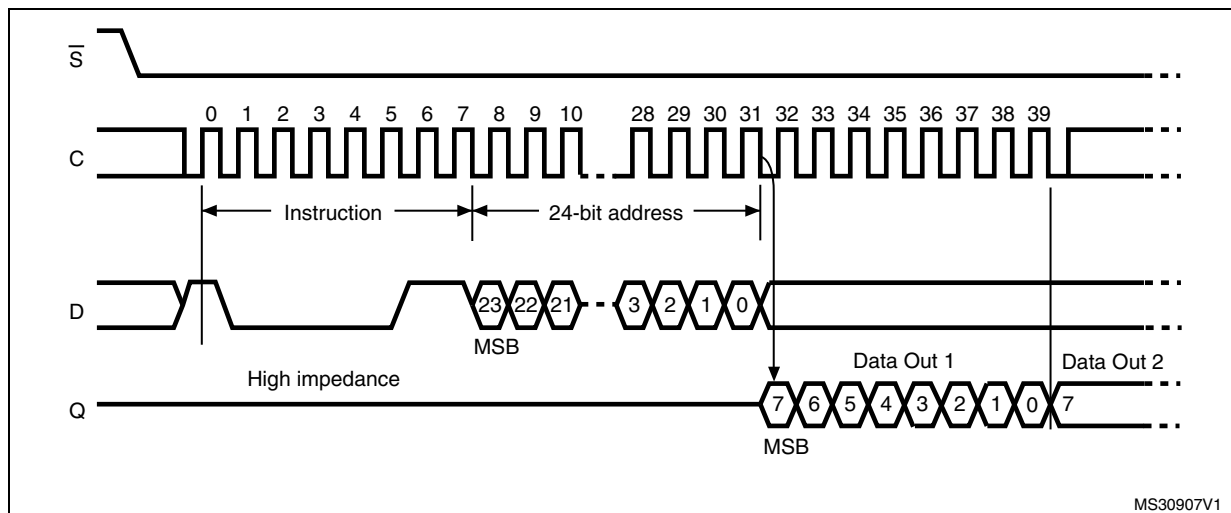 S
0 1 2 3 4 5 6 7 8 9 10 28 29 30 31 32 33 34 35 36 37 38 39
C
Instruction 24-bit address
D
23 22 21 3 2 1 0
MSB
High impedance
Data Out 1 Data Out 2
Q
7 6 5 4 3 2 1 0 7
MSB
MS30907V1